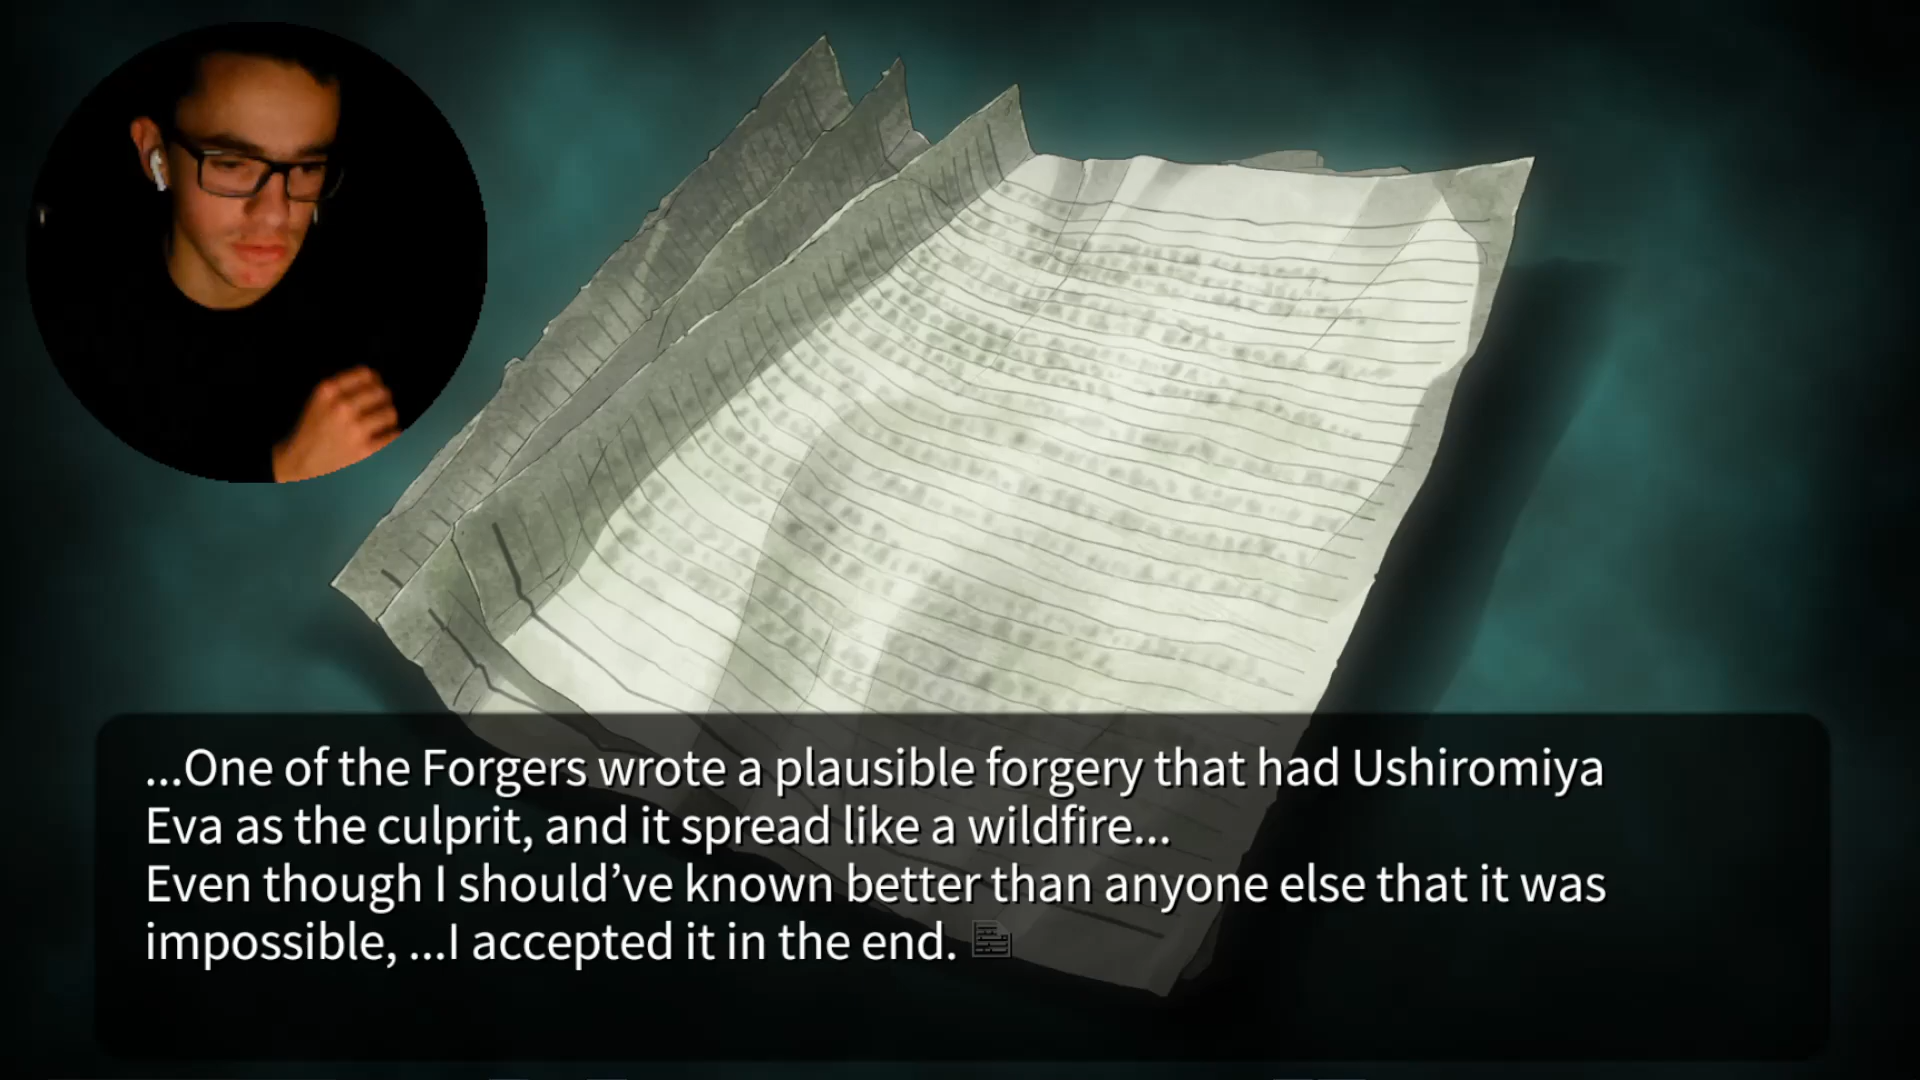 ...One of the Forgers wrote a plausible forgery that had Ushiromiya
Eva as the culprit, and it spread like a wildfire...
Even though I should’ve known better than anyone else that it was
impossible, ...I accepted it in the end.